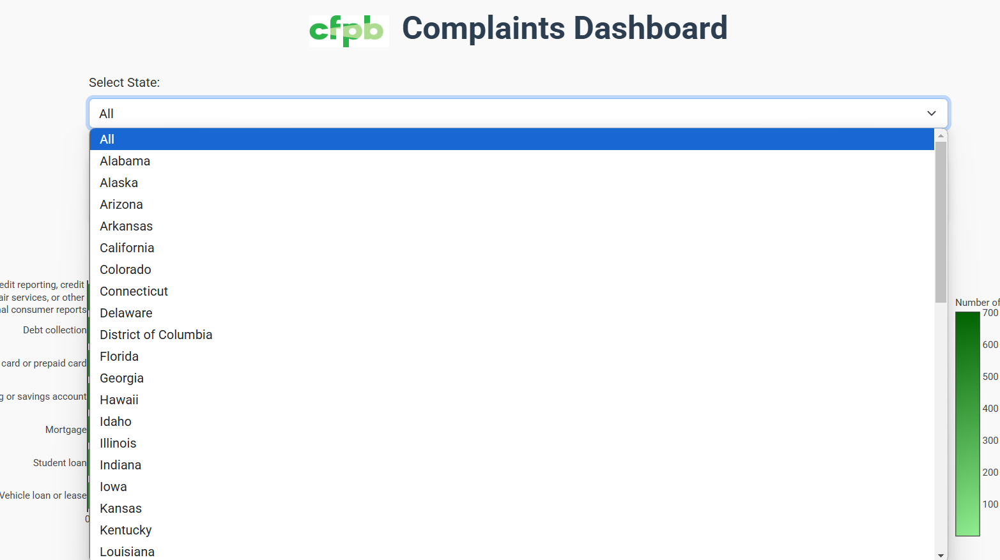 cfpb Complaints Dashboard
Select State:
All
All
Alabama
Alaska
Arizona
Arkansas
California
Colorado
Connecticut
Delaware
District of Columbia
Florida
Georgia
Hawaii
Idaho
Illinois
Indiana
Iowa
Kansas
Kentucky
Louisiana
edit reporting, credit
air services, or other
al consumer reports
Debt collection
card or prepaid card
g or savings account
Mortgage
Student loan
Vehicle loan or lease
0
Number of
700
600
500
400
300
200
100